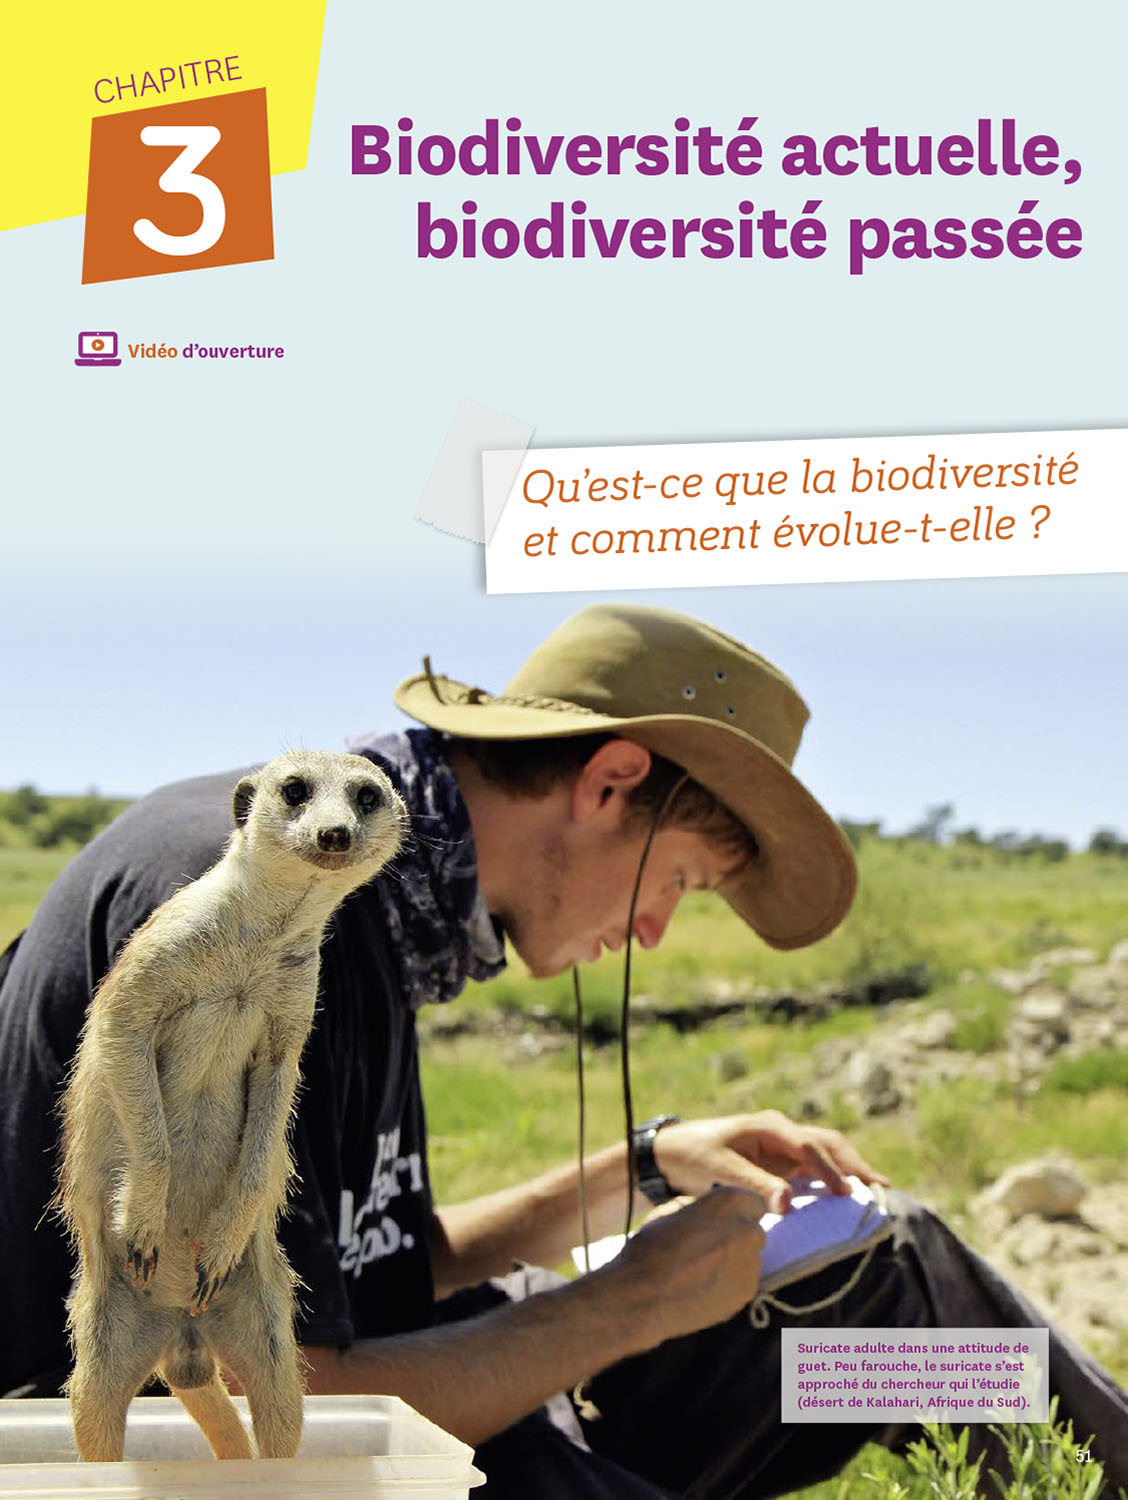 CHAPITRE
3
Biodiversité actuelle,
biodiversité passée
Vidéo d’ouverture
Qu’est-ce que la biodiversité
et comment évolue-t-elle ?
Suricate adulte dans une attitude de
guet. Peu farouche, le suricate s’est
approché du chercheur qui l’étudie
(désert de Kalahari, Afrique du Sud).
51